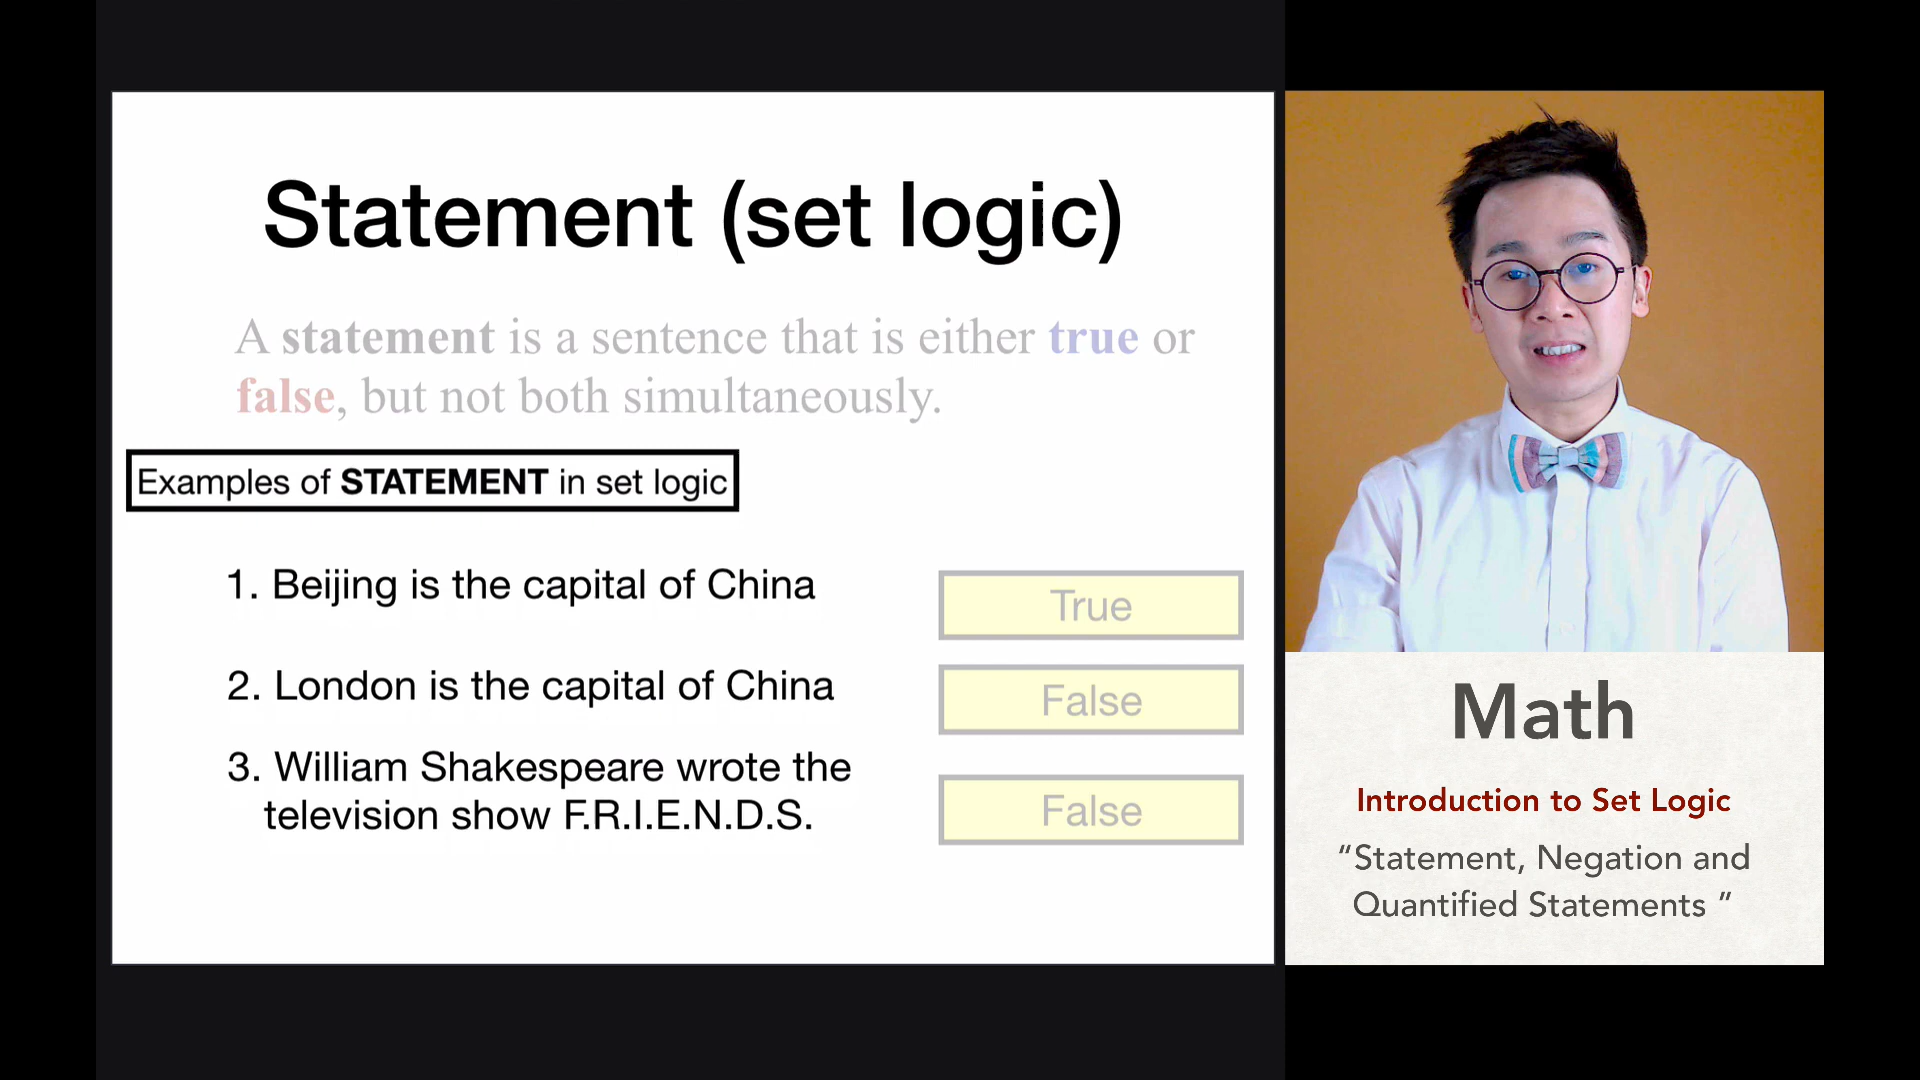 Statement (set logic)
A statement is a sentence that is either true or
false, but not both simultaneously.
Examples of STATEMENT in set logic
1. Beijing is the capital of China
True
2. London is the capital of China
False
3. William Shakespeare wrote the
television show F.R.I.E.N.D.S.
False
Math
Introduction to Set Logic
“Statement, Negation and
Quantified Statements ”